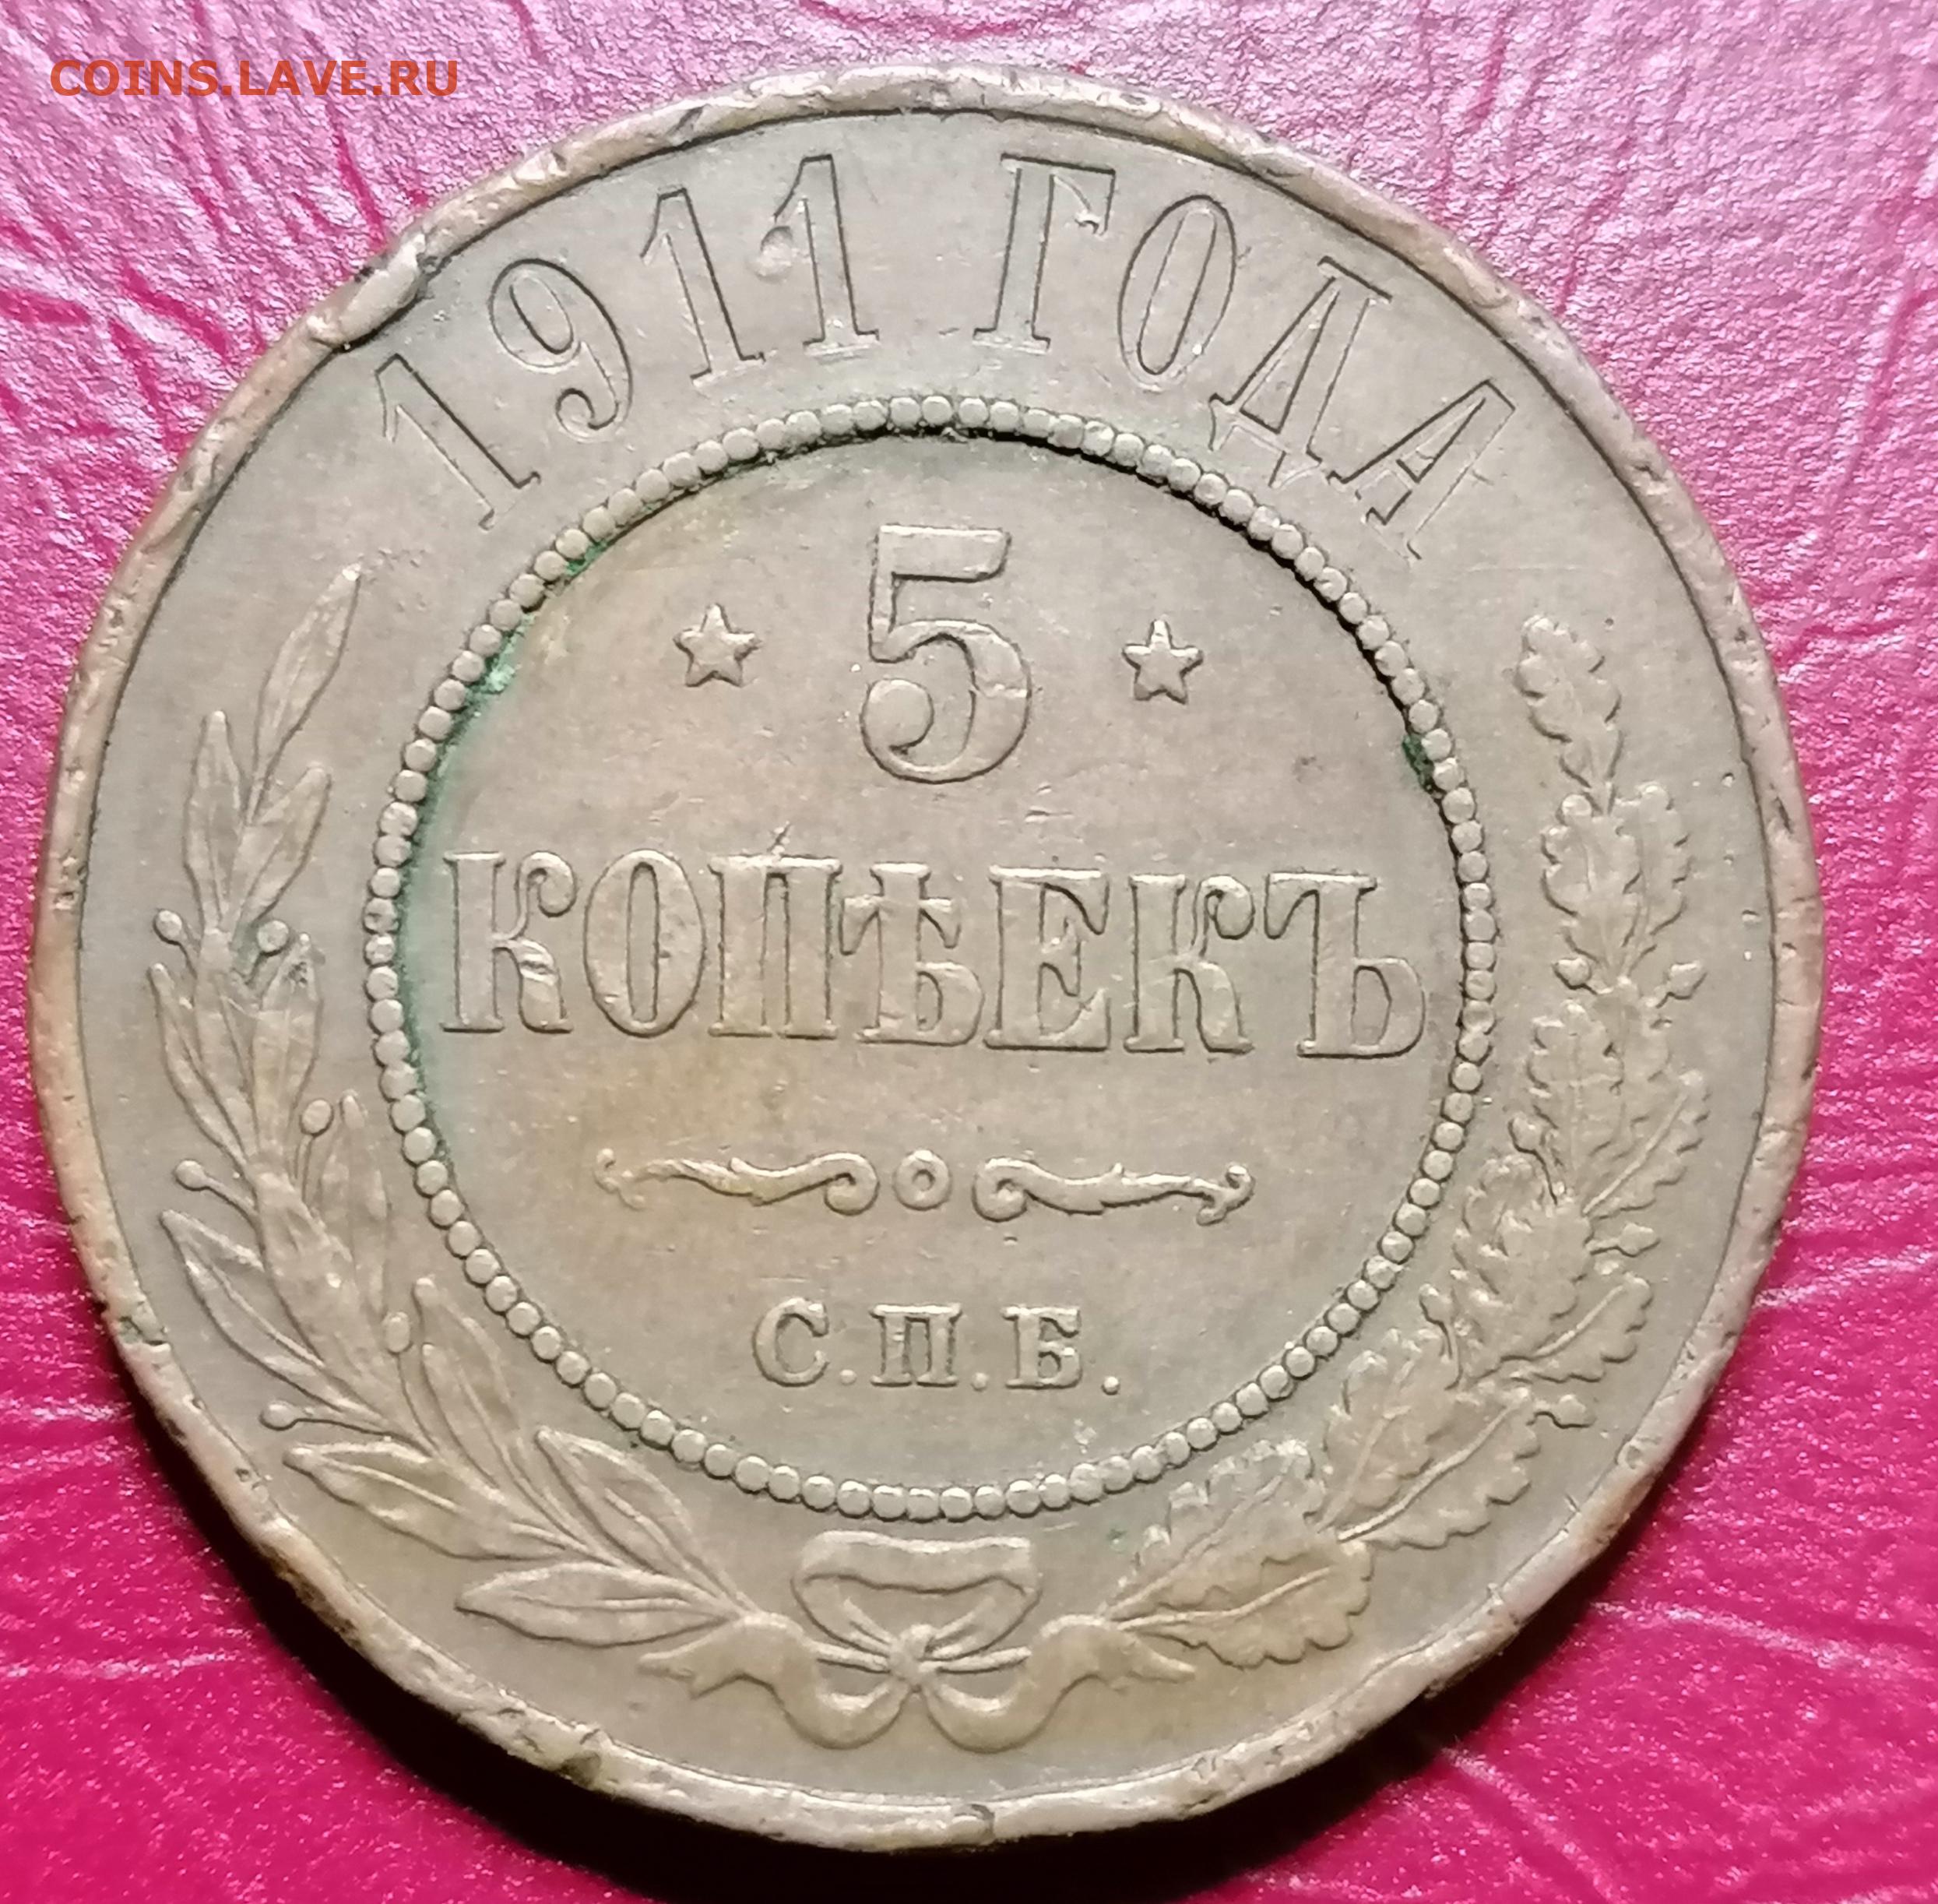 COINS.LAVE.RU
1911 ГОДА
5
КОПѢЕКЪ
С.П.Б.